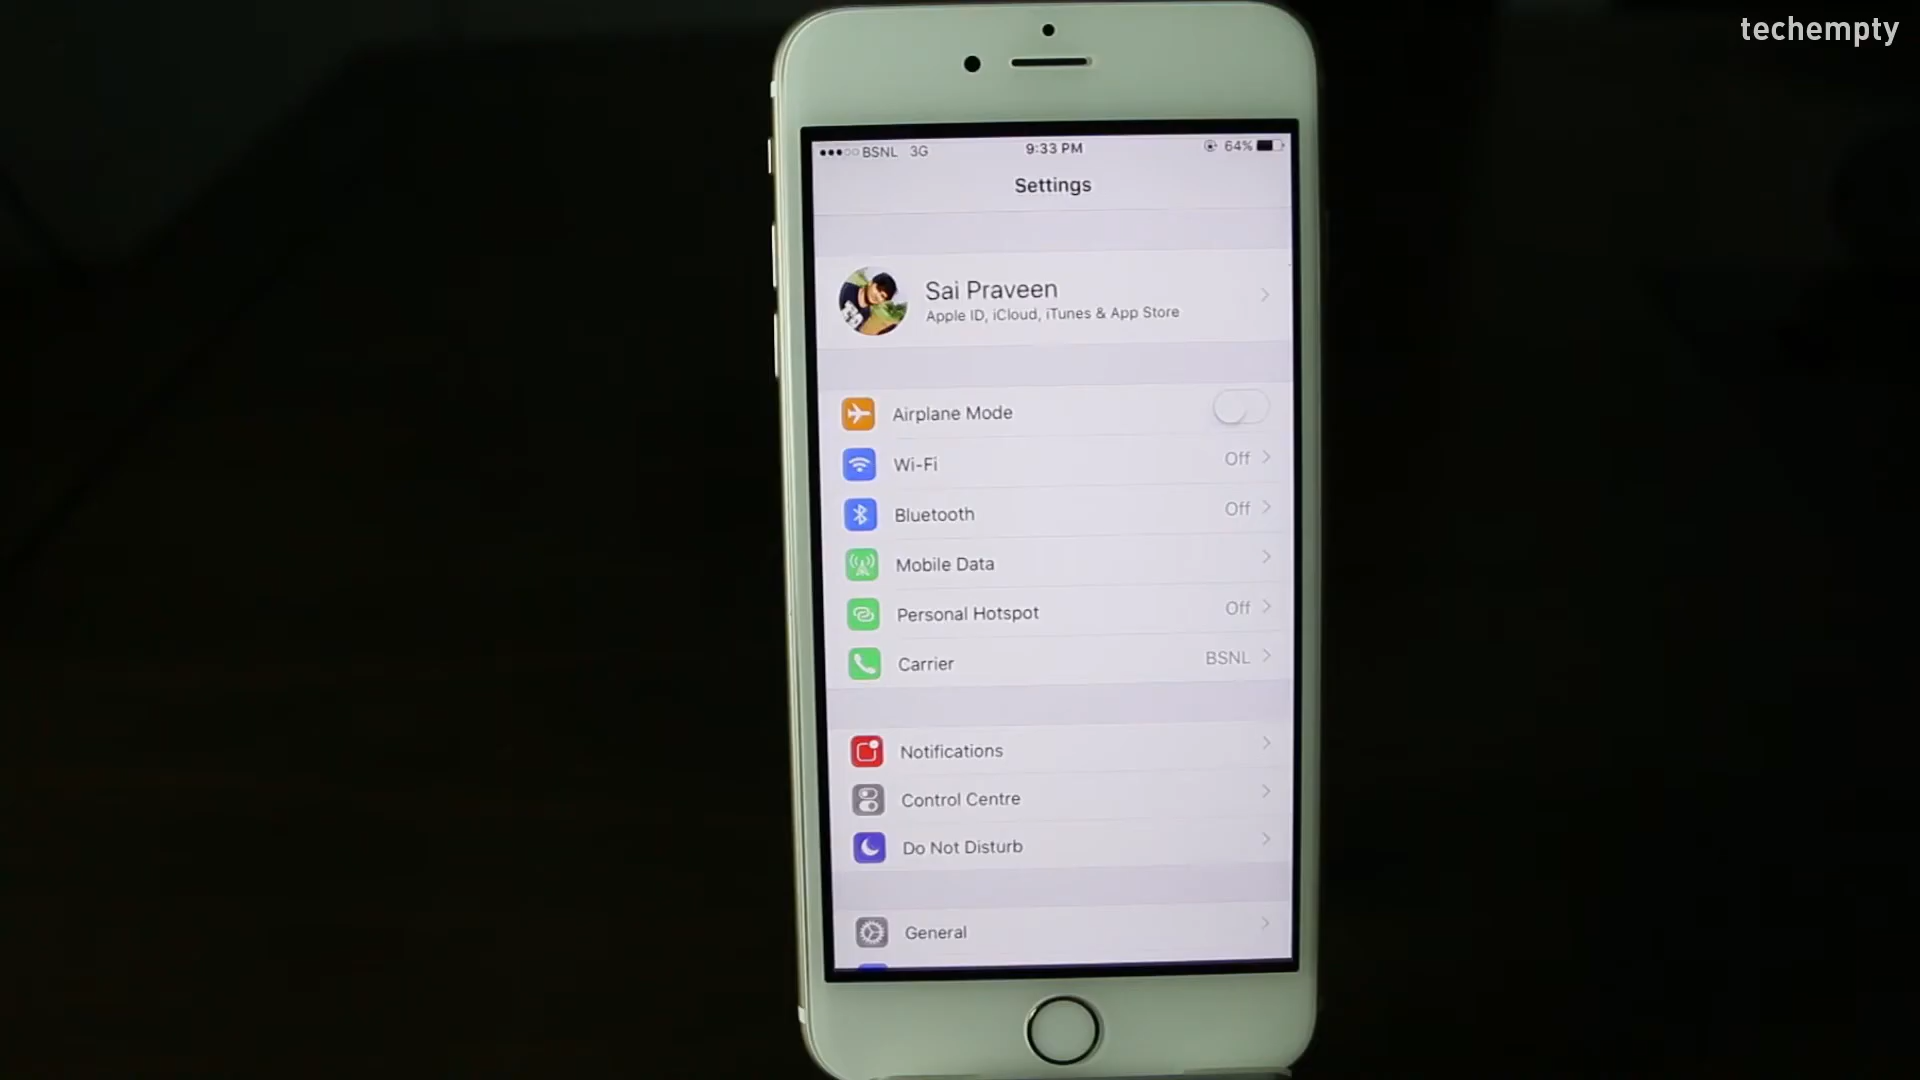 techempty
BSNL 3G 9:33 PM 64%
Settings
Sai Praveen
Apple ID, iCloud, iTunes & App Store
Airplane Mode
Wi-Fi Off
Bluetooth Off
Mobile Data
Personal Hotspot Off
Carrier BSNL
Notifications
Control Centre
Do Not Disturb
General